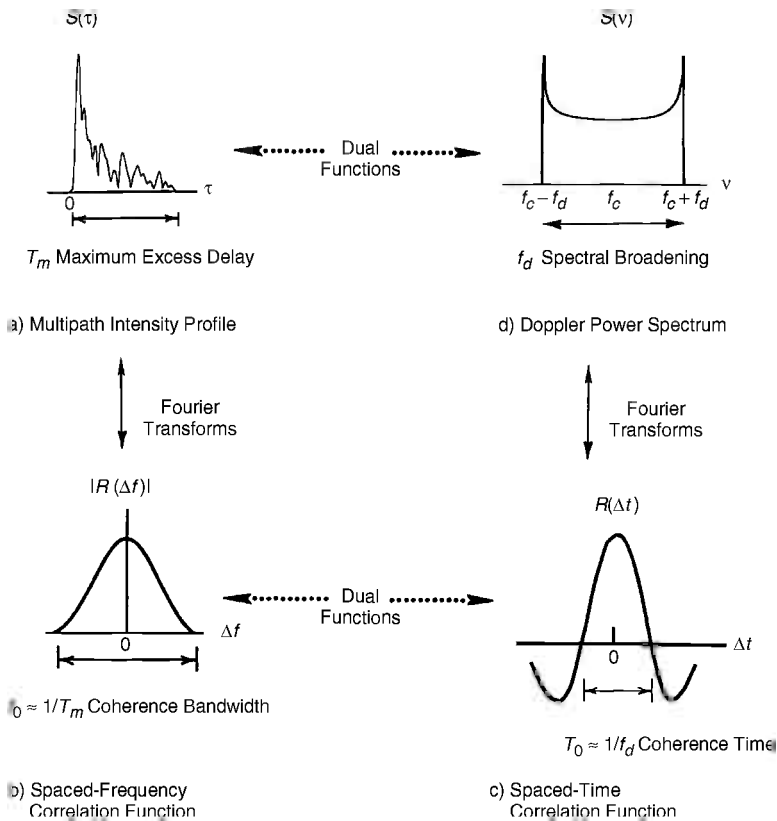 S(τ)
S(ν)
τ
0
Dual
Functions
ν
f_c – f_d
f_c
f_c + f_d
T_m Maximum Excess Delay
f_d Spectral Broadening
a) Multipath Intensity Profile
d) Doppler Power Spectrum
Fourier
Transforms
Fourier
Transforms
|R (Δf)|
R(Δt)
Δf
0
Dual
Functions
Δt
0
0 ≈ 1/T_m Coherence Bandwidth
T_0 ≈ 1/f_d Coherence Time
b) Spaced-Frequency
Correlation Function
c) Spaced-Time
Correlation Function